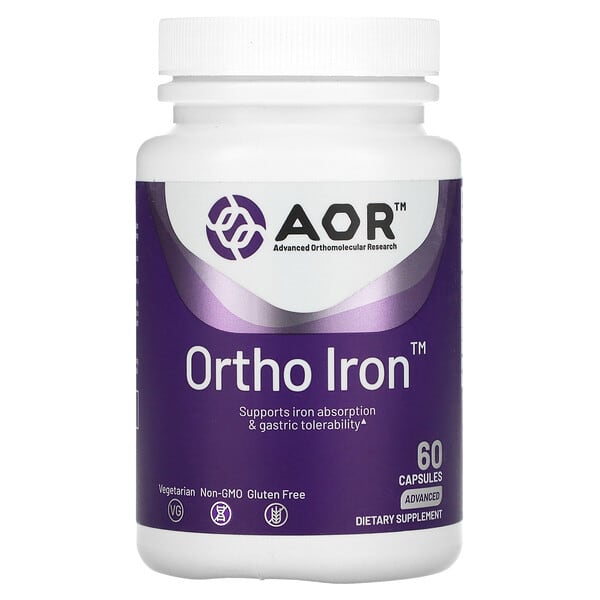 AOR™
Advanced Orthomolecular Research
Ortho Iron™
Supports iron absorption
& gastric tolerability▲
60
CAPSULES
ADVANCED
DIETARY SUPPLEMENT
Vegetarian Non-GMO Gluten Free
VG